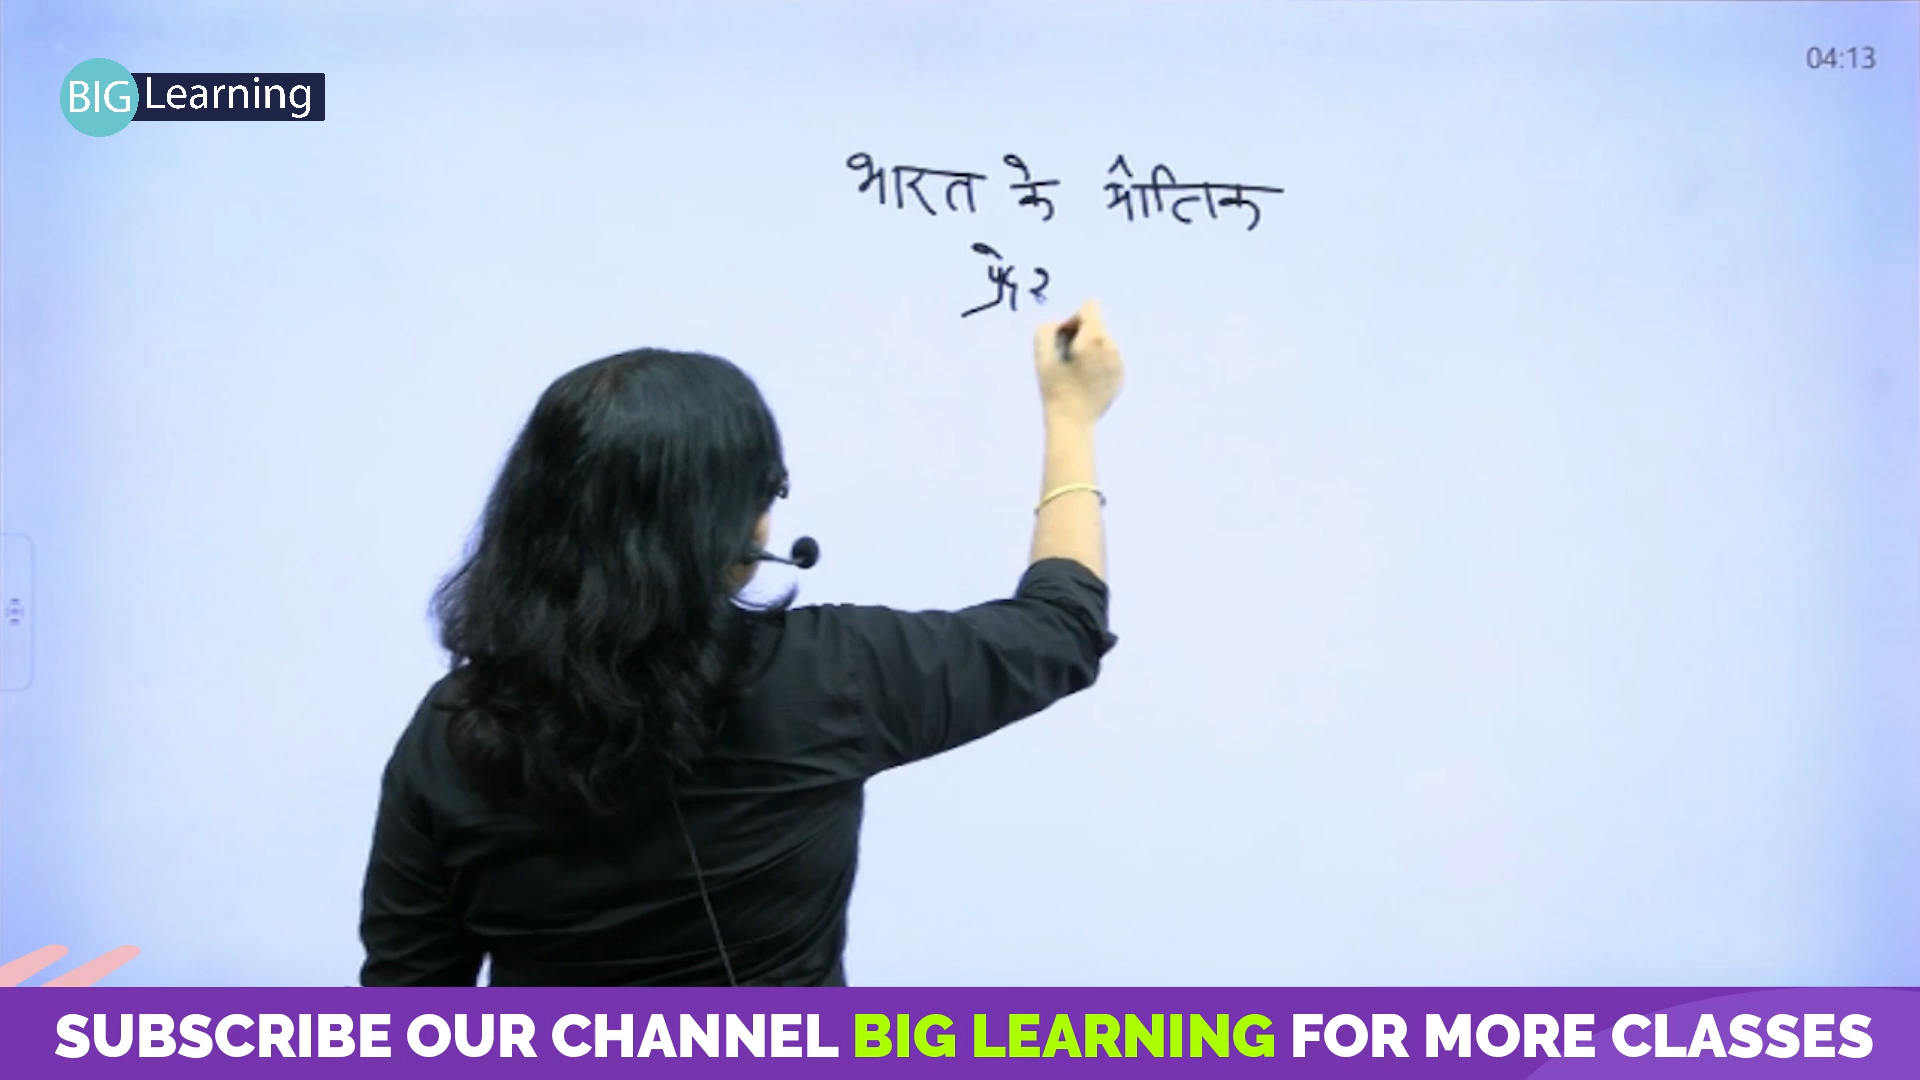 BIG Learning
04:13
भारत के भौतिक
SUBSCRIBE OUR CHANNEL BIG LEARNING FOR MORE CLASSES